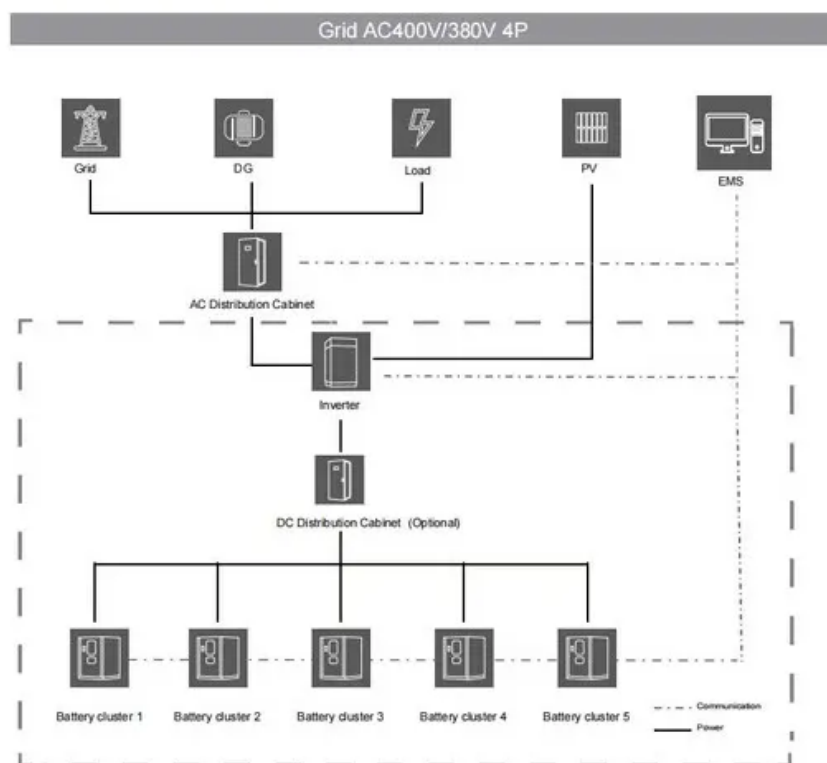 Grid AC400V/380V 4P
Grid
DG
Load
PV
EMS
AC Distribution Cabinet
Inverter
DC Distribution Cabinet (Optional)
Battery cluster 1
Battery cluster 2
Battery cluster 3
Battery cluster 4
Battery cluster 5
Communication
Power